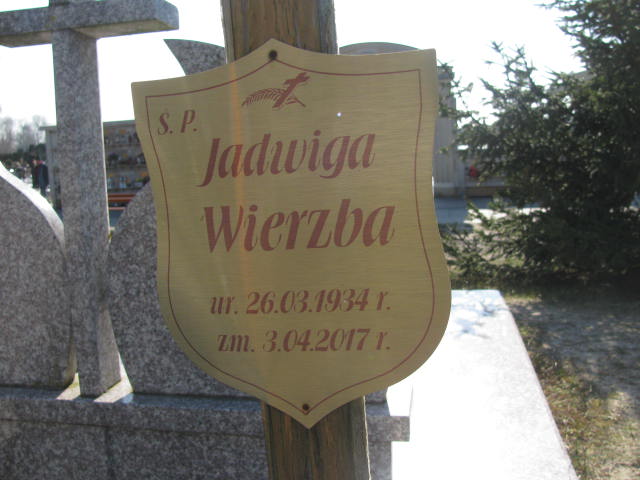 Ś. P.
Jadwiga
Wierzba
ur. 26.03.1934 r.
zm. 3.04.2017 r.